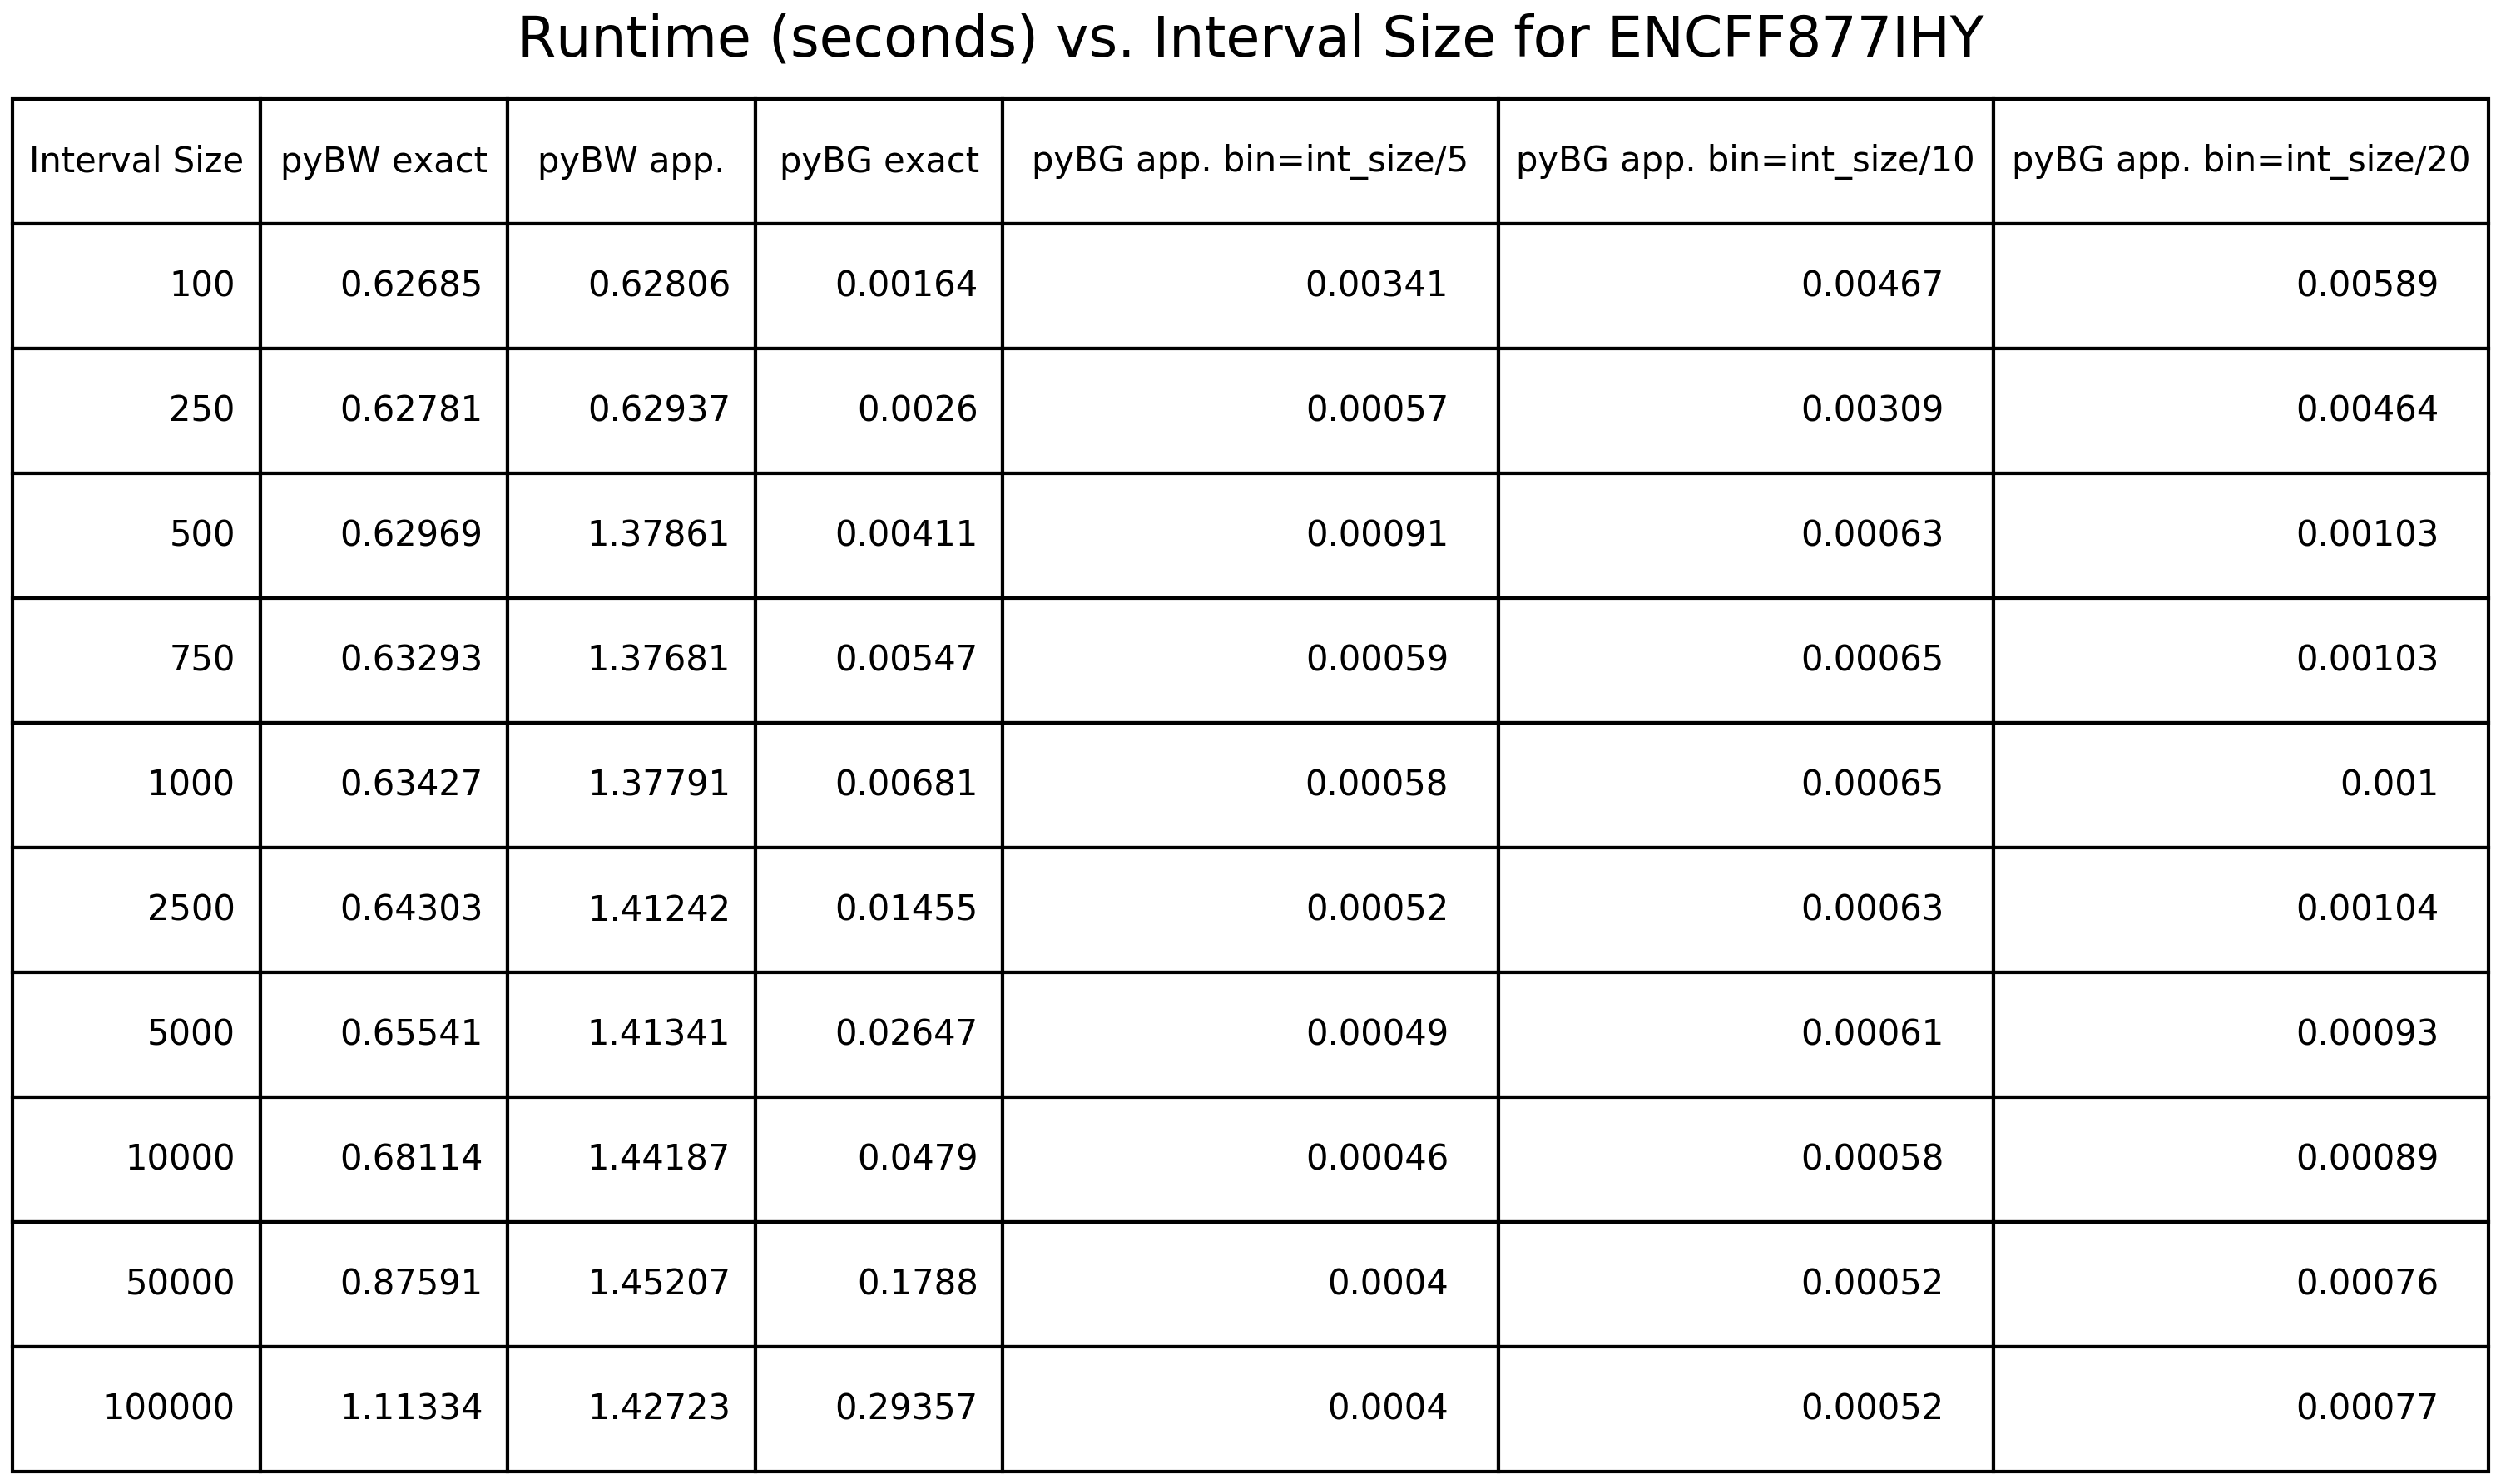 Runtime (seconds) vs. Interval Size for ENCFF877IHY
Interval Size pyBW exact pyBW app. pyBG exact pyBG app. bin=int_size/5 pyBG app. bin=int_size/10 pyBG app. bin=int_size/20
100 0.62685 0.62806 0.00164 0.00341 0.00467 0.00589
250 0.62781 0.62937 0.0026 0.00057 0.00309 0.00464
500 0.62969 1.37861 0.00411 0.00091 0.00063 0.00103
750 0.63293 1.37681 0.00547 0.00059 0.00065 0.00103
1000 0.63427 1.37791 0.00681 0.00058 0.00065 0.001
2500 0.64303 1.41242 0.01455 0.00052 0.00063 0.00104
5000 0.65541 1.41341 0.02647 0.00049 0.00061 0.00093
10000 0.68114 1.44187 0.0479 0.00046 0.00058 0.00089
50000 0.87591 1.45207 0.1788 0.0004 0.00052 0.00076
100000 1.11334 1.42723 0.29357 0.0004 0.00052 0.00077